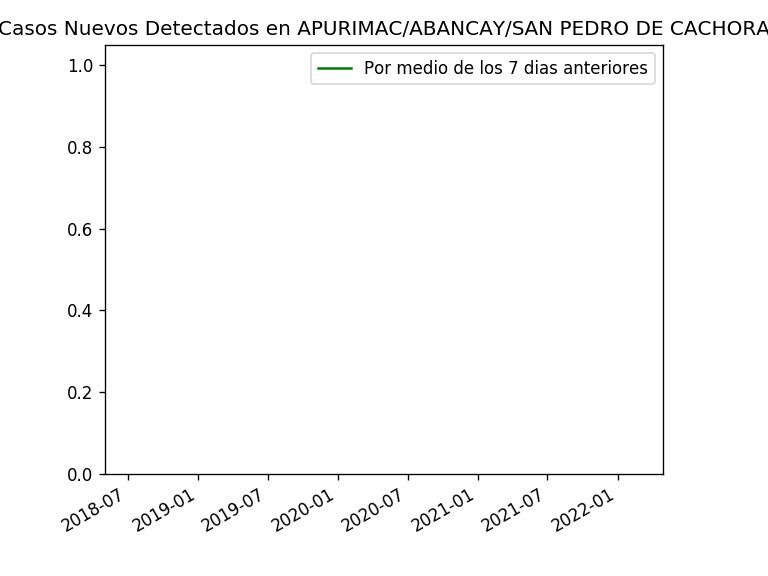 Casos Nuevos Detectados en APURIMAC/ABANCAY/SAN PEDRO DE CACHORA
Por medio de los 7 dias anteriores
1.0
0.8
0.6
0.4
0.2
0.0
2018-07 2019-01 2019-07 2020-01 2020-07 2021-01 2021-07 2022-01